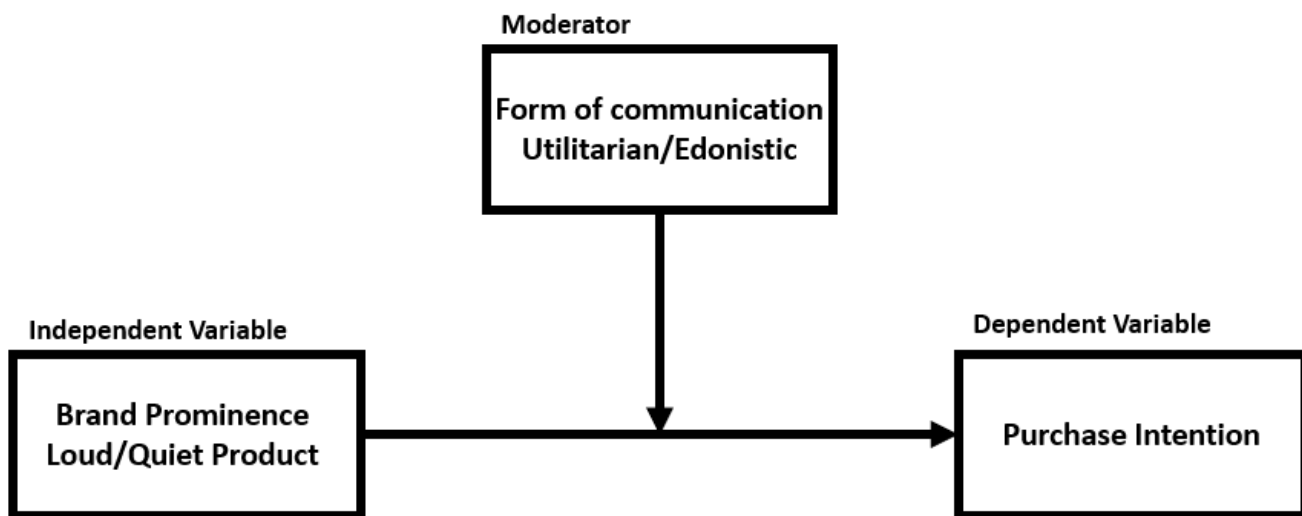 Moderator
Form of communication
Utilitarian/Edonistic
Independent Variable
Brand Prominence
Loud/Quiet Product
Dependent Variable
Purchase Intention